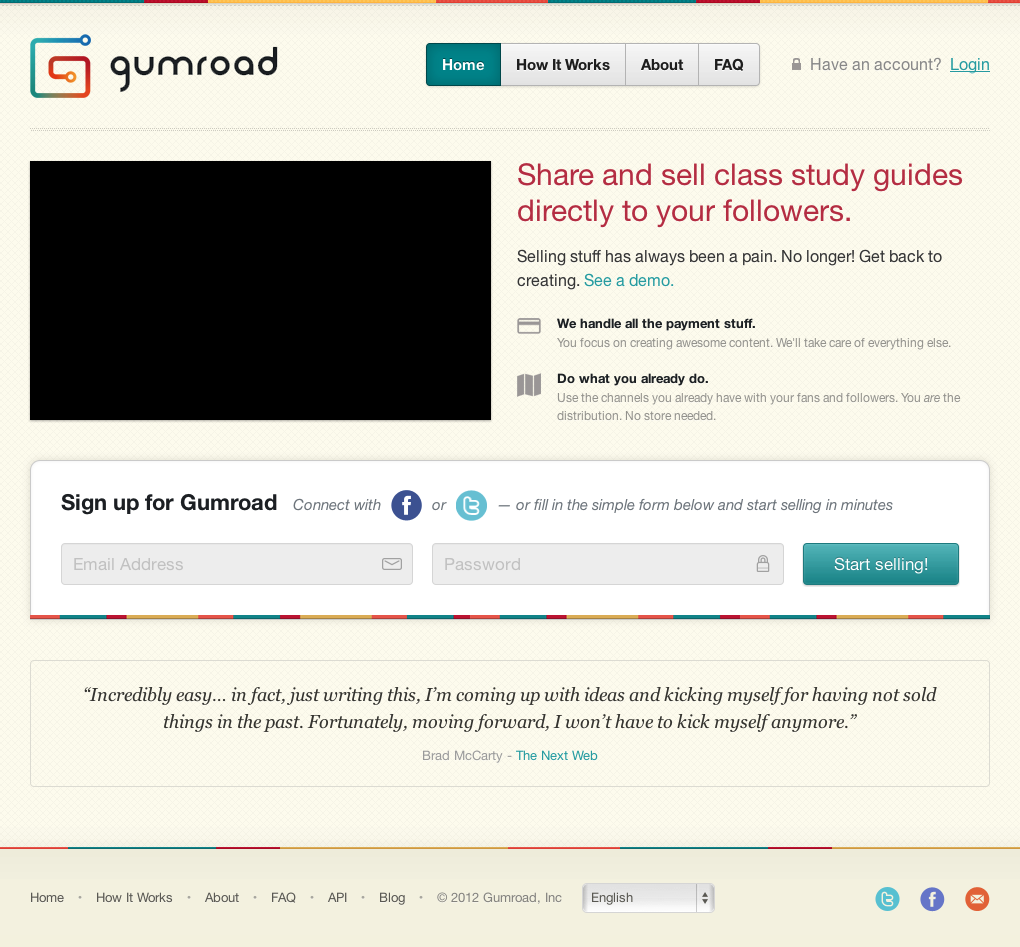 gumroad
Home
How It Works
About
FAQ
Have an account? Login
Share and sell class study guides
directly to your followers.
Selling stuff has always been a pain. No longer! Get back to
creating. See a demo.
We handle all the payment stuff.
You focus on creating awesome content. We'll take care of everything else.
Do what you already do.
Use the channels you already have with your fans and followers. You are the
distribution. No store needed.
Sign up for Gumroad Connect with f or t — or fill in the simple form below and start selling in minutes
Email Address
Password
Start selling!
“Incredibly easy... in fact, just writing this, I’m coming up with ideas and kicking myself for having not sold
things in the past. Fortunately, moving forward, I won’t have to kick myself anymore.”
Brad McCarty - The Next Web
Home • How It Works • About • FAQ • API • Blog • © 2012 Gumroad, Inc English t f